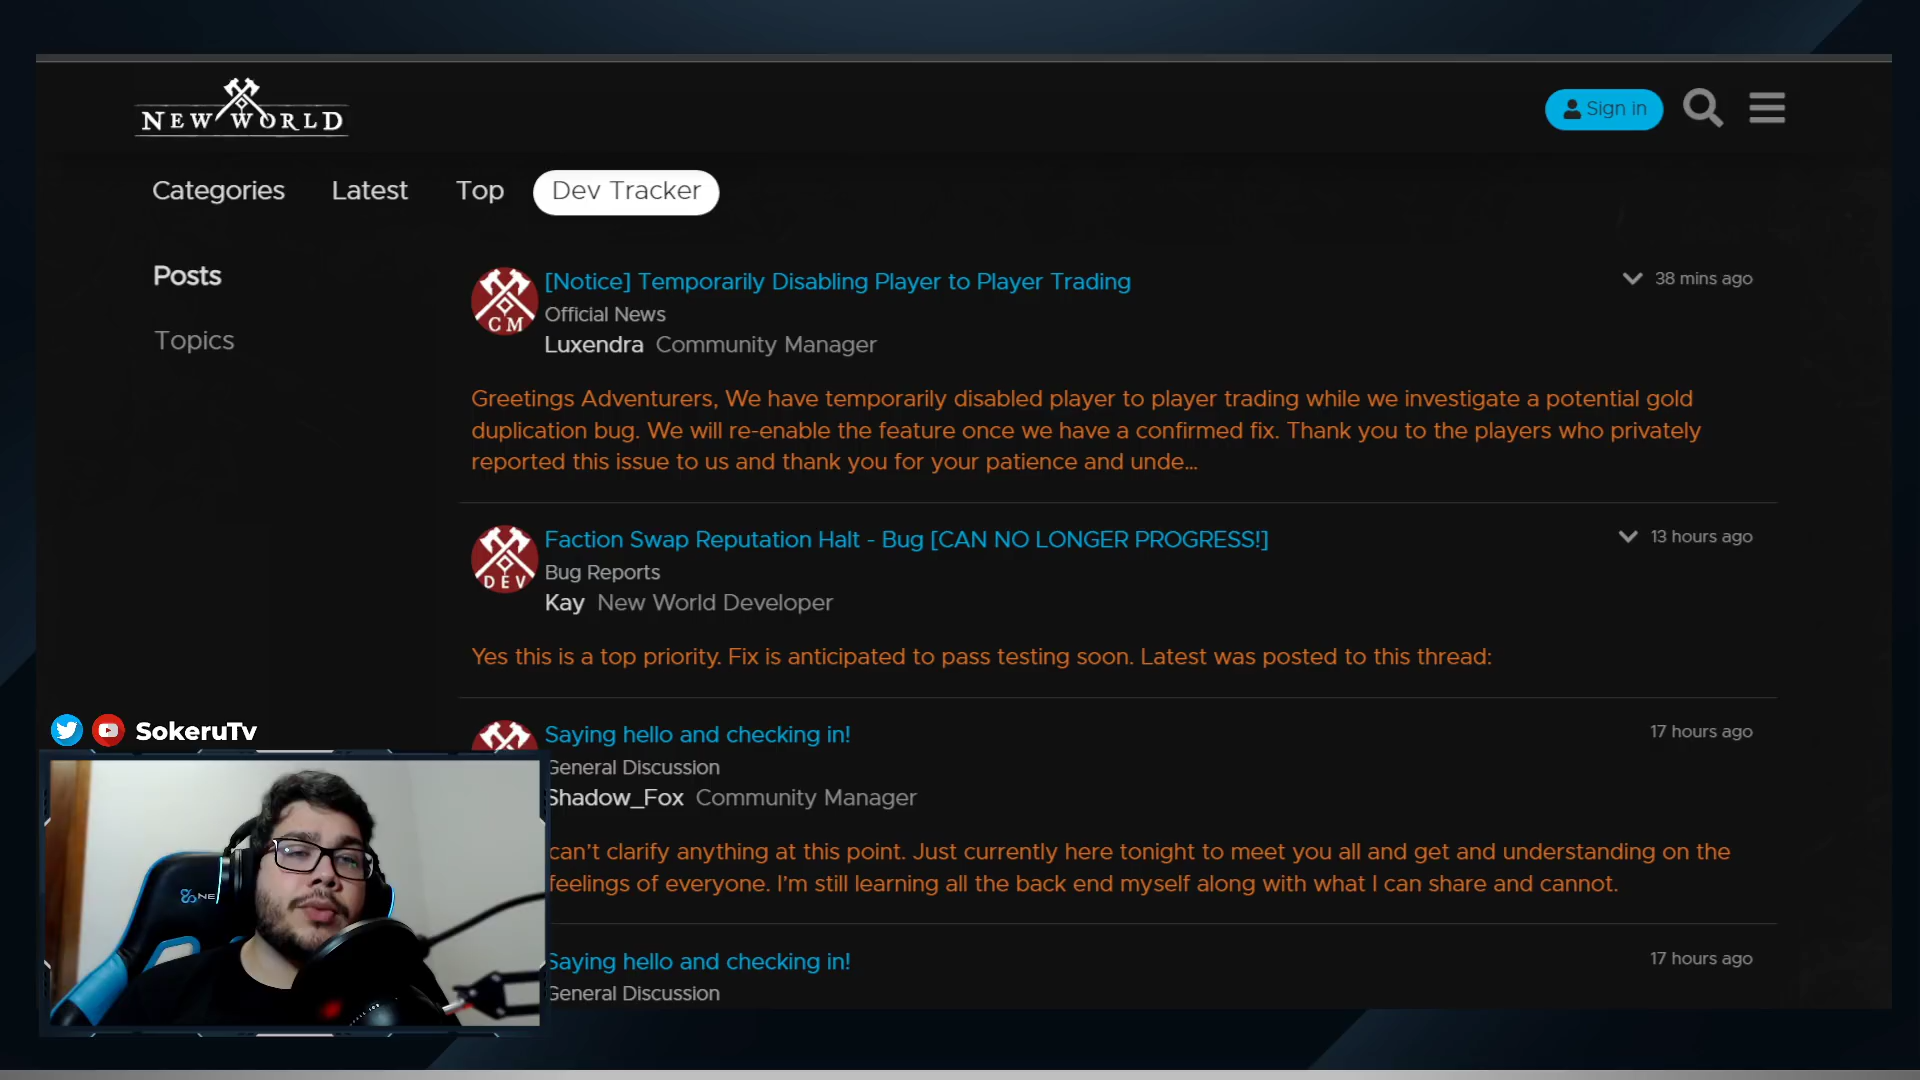 NEW WORLD
Sign in
Categories Latest Top Dev Tracker
Posts
Topics
[Notice] Temporarily Disabling Player to Player Trading
38 mins ago
Official News
Luxendra Community Manager
Greetings Adventurers, We have temporarily disabled player to player trading while we investigate a potential gold
duplication bug. We will re-enable the feature once we have a confirmed fix. Thank you to the players who privately
reported this issue to us and thank you for your patience and unde...
CM
Faction Swap Reputation Halt - Bug [CAN NO LONGER PROGRESS!]
13 hours ago
Bug Reports
Kay New World Developer
Yes this is a top priority. Fix is anticipated to pass testing soon. Latest was posted to this thread:
DEV
Saying hello and checking in!
17 hours ago
General Discussion
Shadow_Fox Community Manager
can't clarify anything at this point. Just currently here tonight to meet you all and get and understanding on the
feelings of everyone. I'm still learning all the back end myself along with what I can share and cannot.
Saying hello and checking in!
17 hours ago
General Discussion
SokeruTv
NE